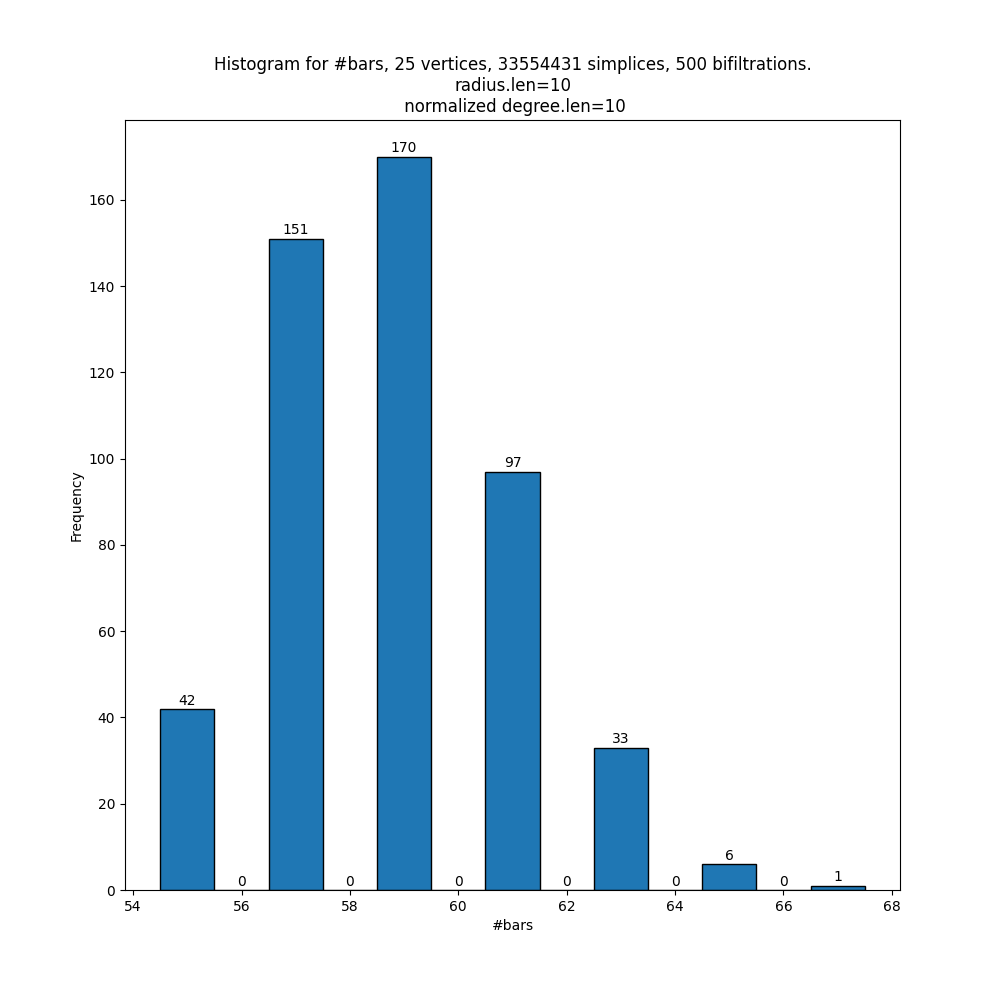 Histogram for #bars, 25 vertices, 33554431 simplices, 500 bifiltrations.
radius.len=10
normalized degree.len=10
170
160
151
140
120
100
97
Frequency
80
60
42
40
33
20
6
1
0 0 0 0 0 0
0
54 56 58 60 62 64 66 68
#bars